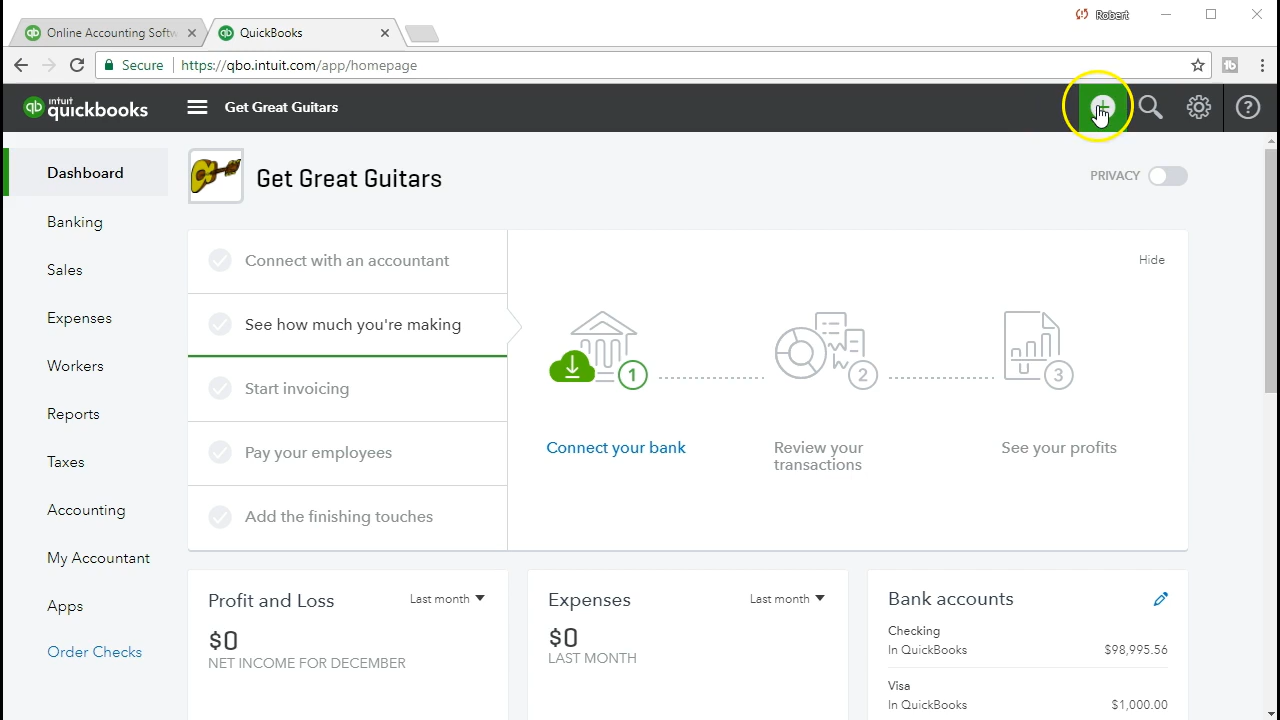 Robert
Online Accounting Softw
QuickBooks
Secure
https://qbo.intuit.com/app/homepage
intuit
quickbooks
Get Great Guitars
Dashboard
Banking
Sales
Expenses
Workers
Reports
Taxes
Accounting
My Accountant
Apps
Order Checks
Get Great Guitars
PRIVACY
Connect with an accountant
See how much you're making
Start invoicing
Pay your employees
Add the finishing touches
Hide
1
2
3
Connect your bank
Review your
transactions
See your profits
Profit and Loss
Last month
$0
NET INCOME FOR DECEMBER
Expenses
Last month
$0
LAST MONTH
Bank accounts
Checking
In QuickBooks $98,995.56
Visa
In QuickBooks $1,000.00